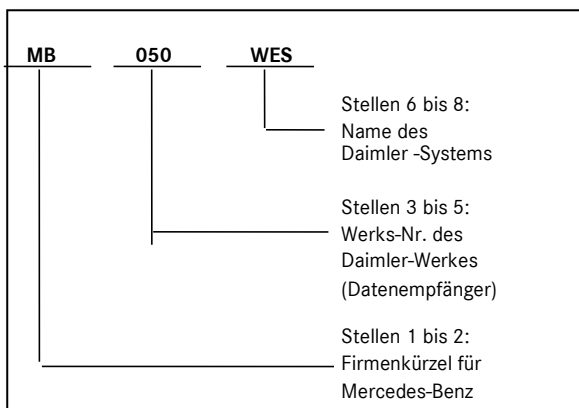 MB 050 WES
Stellen 6 bis 8:
Name des
Daimler -Systems
Stellen 3 bis 5:
Werks-Nr. des
Daimler-Werkes
(Datenempfänger)
Stellen 1 bis 2:
Firmenkürzel für
Mercedes-Benz